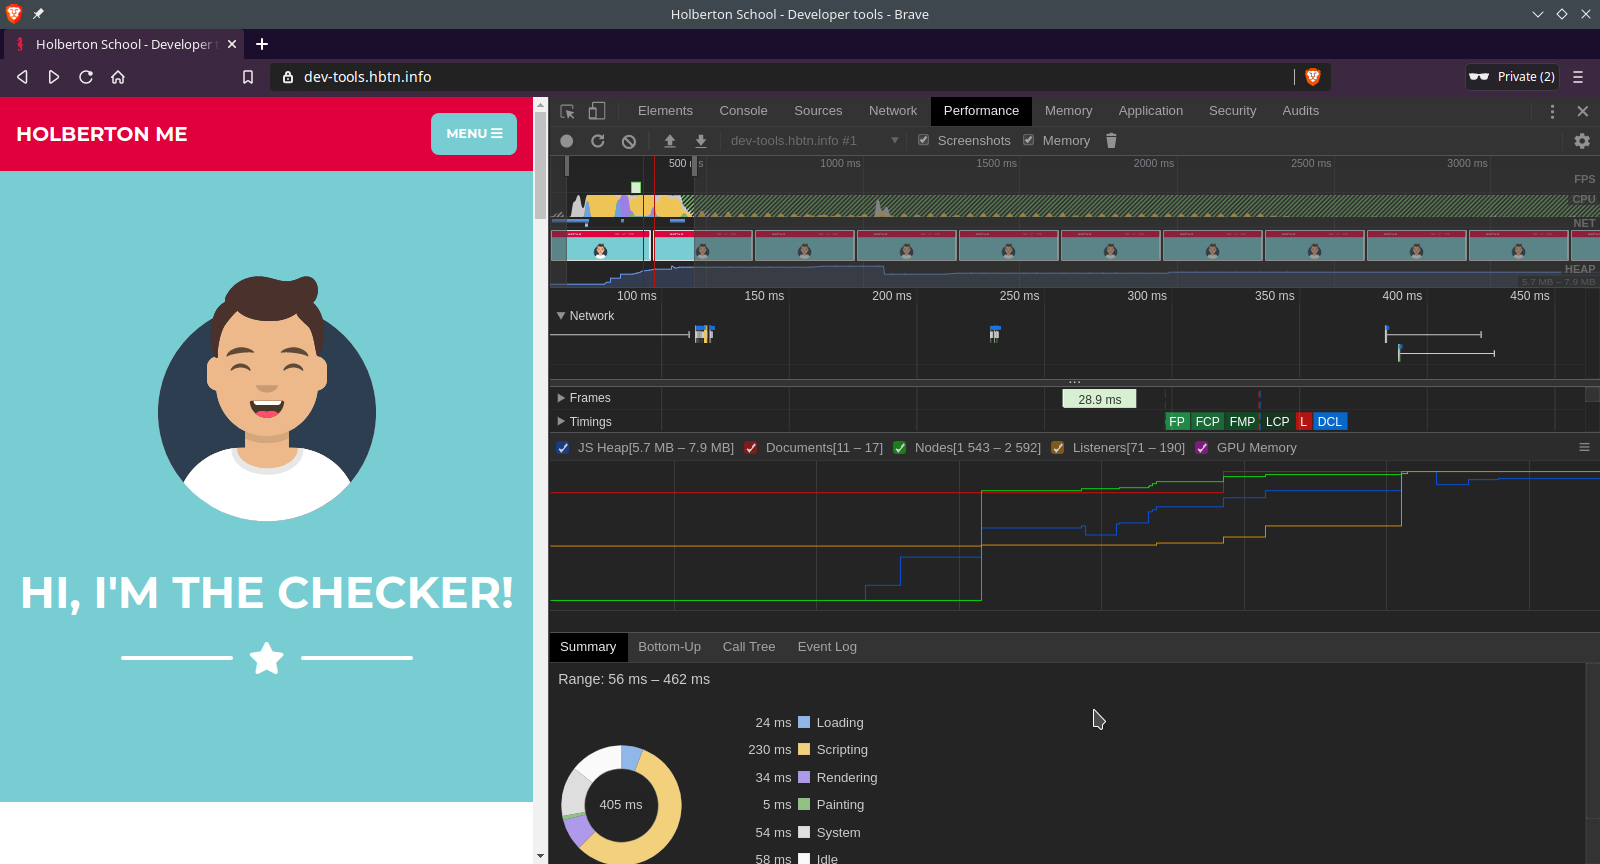 Holberton School - Developer tools - Brave
Holberton School - Developer t
dev-tools.hbtn.info
Private (2)
HOLBERTON ME
MENU
HI, I'M THE CHECKER!
Elements Console Sources Network Performance Memory Application Security Audits
dev-tools.hbtn.info #1 Screenshots Memory
500 ms 1000 ms 1500 ms 2000 ms 2500 ms 3000 ms
FPS
CPU
NET
HEAP
5.7 MB – 7.9 MB
100 ms 150 ms 200 ms 250 ms 300 ms 350 ms 400 ms 450 ms
Network
Frames 28.9 ms
Timings FP FCP FMP LCP L DCL
JS Heap[5.7 MB – 7.9 MB] Documents[11 – 17] Nodes[1 543 – 2 592] Listeners[71 – 190] GPU Memory
Summary Bottom-Up Call Tree Event Log
Range: 56 ms – 462 ms
24 ms Loading
230 ms Scripting
34 ms Rendering
5 ms Painting
54 ms System
58 ms Idle
405 ms